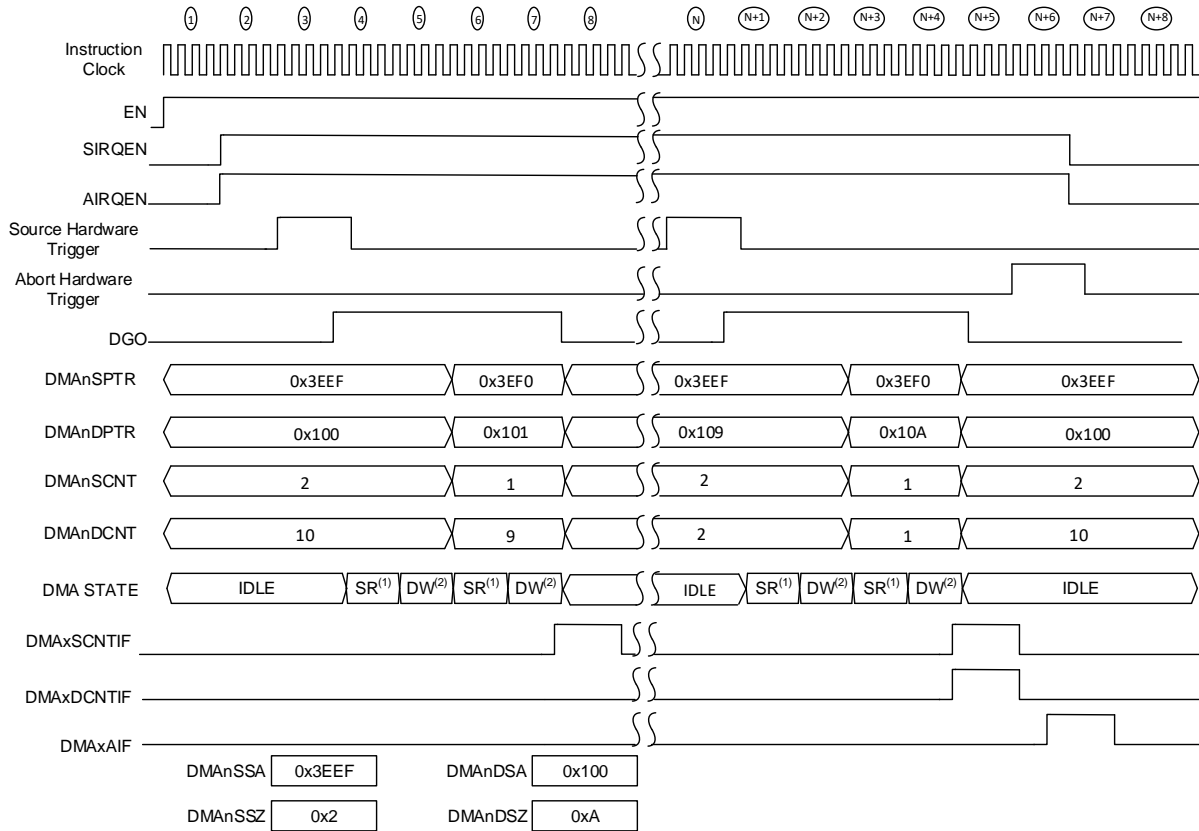 1 2 3 4 5 6 7 8 N N+1 N+2 N+3 N+4 N+5 N+6 N+7 N+8
Instruction
Clock
EN
SIRQEN
AIRQEN
Source Hardware
Trigger
Abort Hardware
Trigger
DGO
DMAnSPTR 0x3EEF 0x3EF0 0x3EEF 0x3EF0 0x3EEF
DMAnDPTR 0x100 0x101 0x109 0x10A 0x100
DMAnSCNT 2 1 2 1 2
DMAnDCNT 10 9 2 1 10
DMA STATE IDLE SR(1) DW(2) SR(1) DW(2) IDLE SR(1) DW(2) SR(1) DW(2) IDLE
DMAxSCNTIF
DMAxDCNTIF
DMAxAIF
DMAnSSA 0x3EEF DMAnDSA 0x100
DMAnSSZ 0x2 DMAnDSZ 0xA